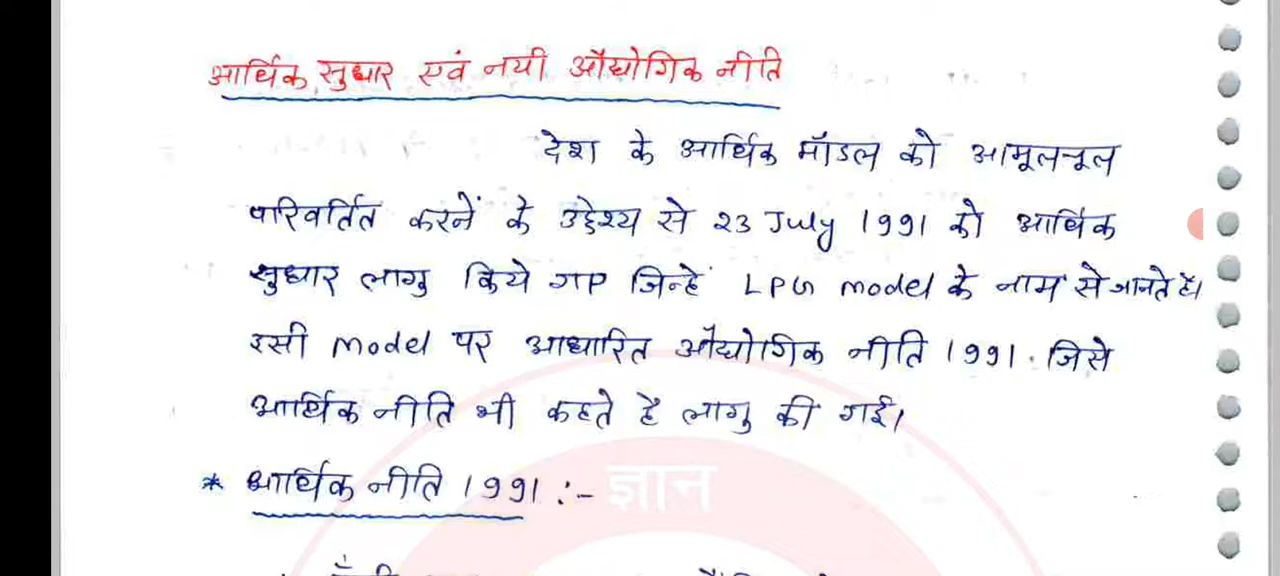 आर्थिक सुधार एवं नयी औद्योगिक नीति
देश के आर्थिक मॉडल को आमूलचूल
परिवर्तित करनें के उद्देश्य से 23 July 1991 को आर्थिक
सुधार लागु किये गए जिन्हें LPG model के नाम से जानते है।
इसी model पर आधारित औद्योगिक नीति 1991. जिसे
आर्थिक नीति भी कहते है लागु की गई।
* आर्थिक नीति 1991 :-
ज्ञान